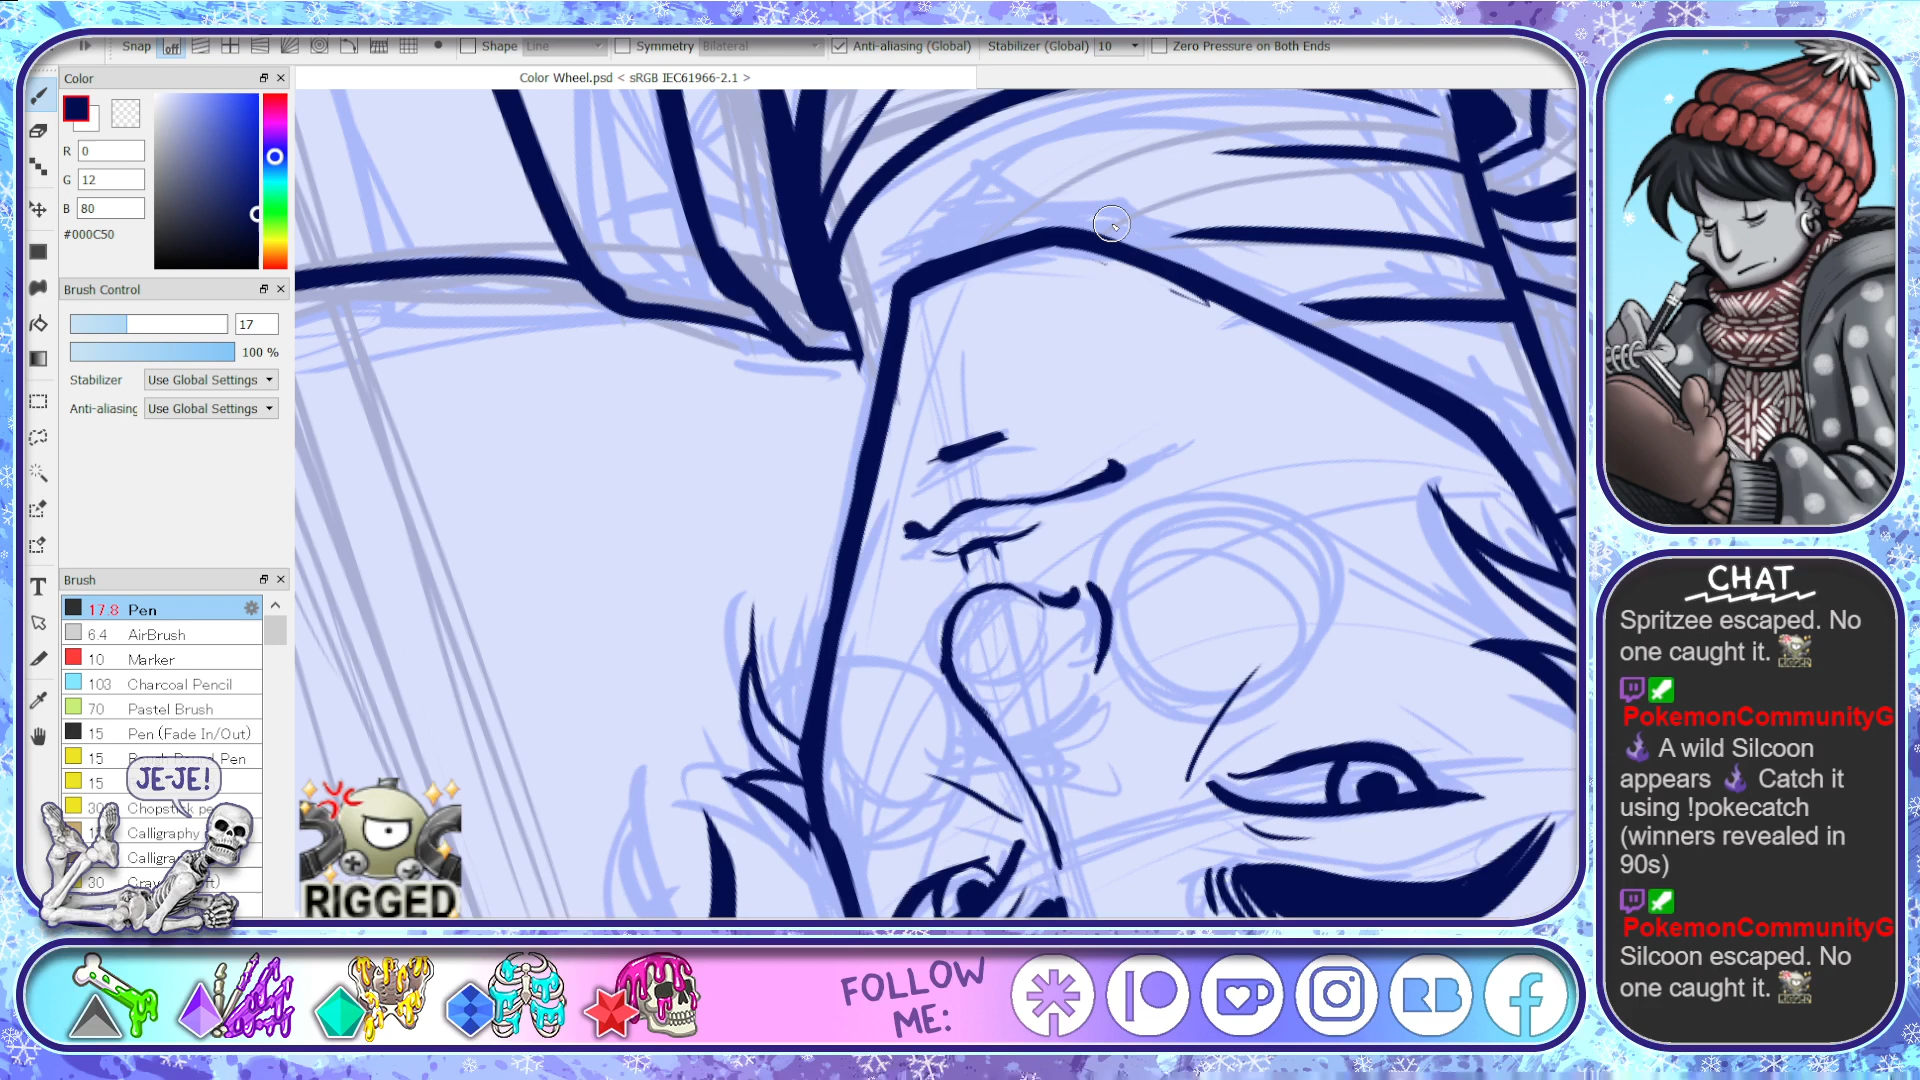 Snap off Shape Line Symmetry Bilateral Anti-aliasing (Global) Stabilizer (Global) 10 Zero Pressure on Both Ends
Color
Color Wheel.psd < sRGB IEC61966-2.1 >
R 0
G 12
B 80
#000C50
Brush Control
17
100 %
Stabilizer Use Global Settings
Anti-aliasing Use Global Settings
Brush
17.8 Pen
6.4 AirBrush
10 Marker
103 Charcoal Pencil
70 Pastel Brush
15 Pen (Fade In/Out)
15 Pen
15
30 Chopstick pe
Calligraphy
Calligra
30
JE-JE!
RIGGED
FOLLOW
ME:
CHAT
Spritzee escaped. No
one caught it.
PokemonCommunityG
A wild Silcoon
appears Catch it
using !pokecatch
(winners revealed in
90s)
PokemonCommunityG
Silcoon escaped. No
one caught it.